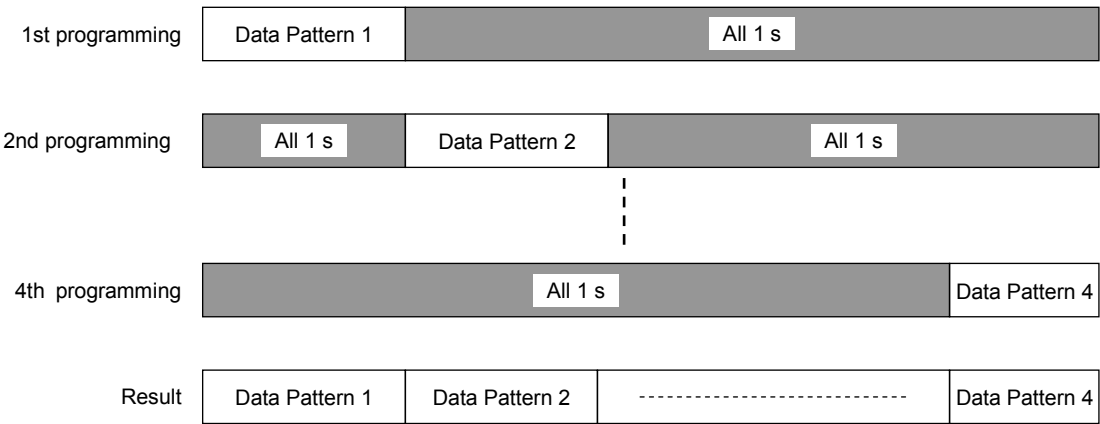 1st programming Data Pattern 1 All 1 s
2nd programming All 1 s Data Pattern 2 All 1 s
4th programming All 1 s Data Pattern 4
Result Data Pattern 1 Data Pattern 2 Data Pattern 4